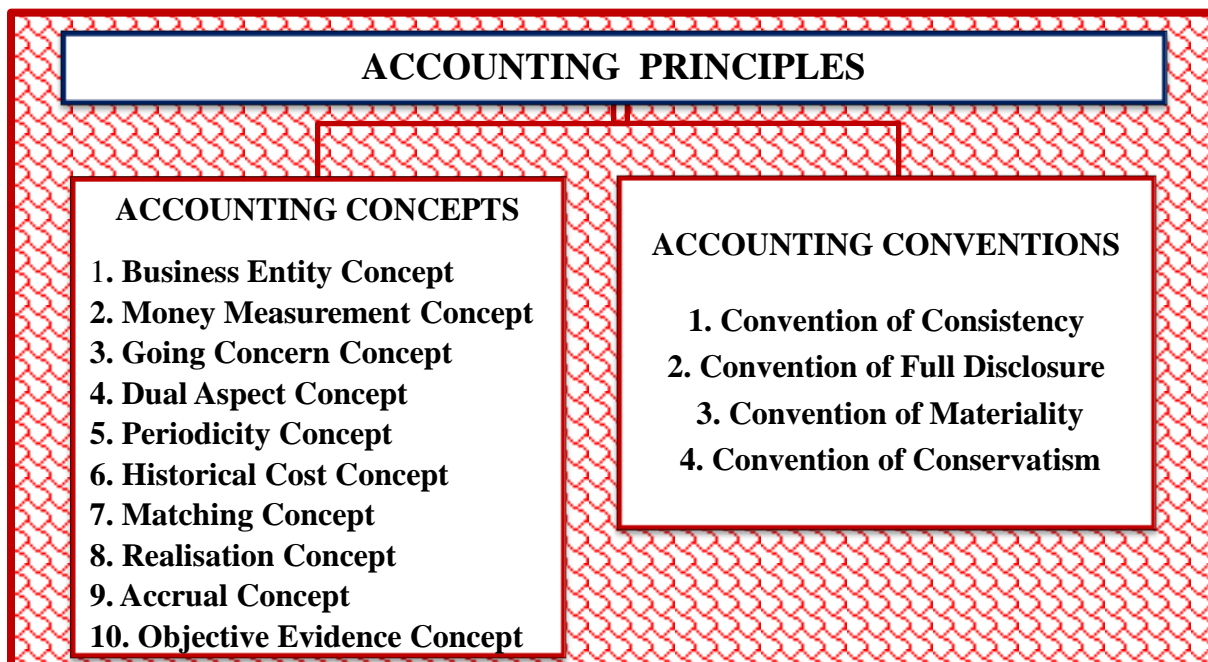 ACCOUNTING PRINCIPLES
ACCOUNTING CONCEPTS
1. Business Entity Concept
2. Money Measurement Concept
3. Going Concern Concept
4. Dual Aspect Concept
5. Periodicity Concept
6. Historical Cost Concept
7. Matching Concept
8. Realisation Concept
9. Accrual Concept
10. Objective Evidence Concept
ACCOUNTING CONVENTIONS
1. Convention of Consistency
2. Convention of Full Disclosure
3. Convention of Materiality
4. Convention of Conservatism